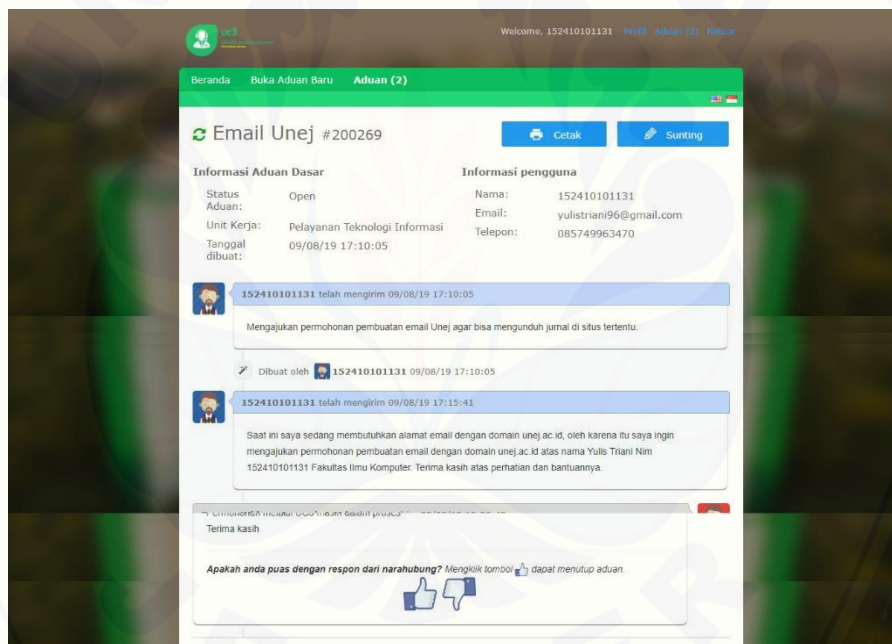 uc3
Welcome, 152410101131 Profil Aduan (2) Keluar
Beranda Buka Aduan Baru Aduan (2)
Email Unej #200269
Cetak Sunting
Informasi Aduan Dasar
Status Aduan: Open
Unit Kerja: Pelayanan Teknologi Informasi
Tanggal dibuat: 09/08/19 17:10:05
Informasi pengguna
Nama: 152410101131
Email: yulistriani96@gmail.com
Telepon: 085749963470
152410101131 telah mengirim 09/08/19 17:10:05
Mengajukan permohonan pembuatan email Unej agar bisa mengunduh jurnal di situs tertentu.
Dibuat oleh 152410101131 09/08/19 17:10:05
152410101131 telah mengirim 09/08/19 17:15:41
Saat ini saya sedang membutuhkan alamat email dengan domain unej.ac.id, oleh karena itu saya ingin
mengajukan permohonan pembuatan email dengan domain unej.ac.id atas nama Yulis Triani Nim
152410101131 Fakultas Ilmu Komputer. Terima kasih atas perhatian dan bantuannya.
Terima kasih
Apakah anda puas dengan respon dari narahubung? Mengklik tombol dapat menutup aduan.